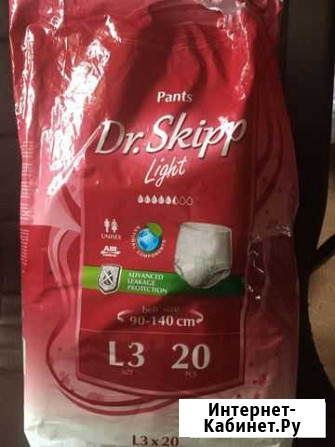 Pants
Dr. Skipp
Light
UNISEX
AIR
ADVANCED
LEAKAGE
PROTECTION
belt size
90-140 cm
L3 20
SIZE PCS
L3 x 20
Интернет-
Кабинет.Ру